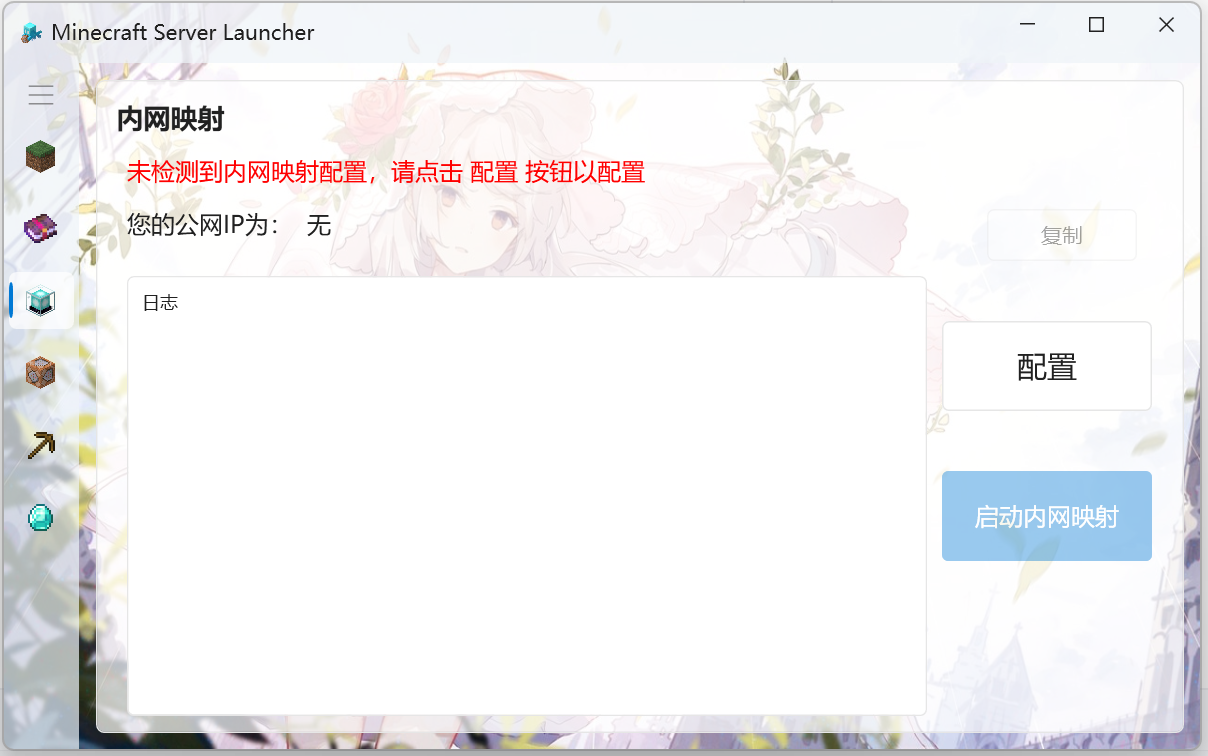 Minecraft Server Launcher
内网映射
未检测到内网映射配置，请点击 配置 按钮以配置
您的公网IP为： 无
复制
日志
配置
启动内网映射